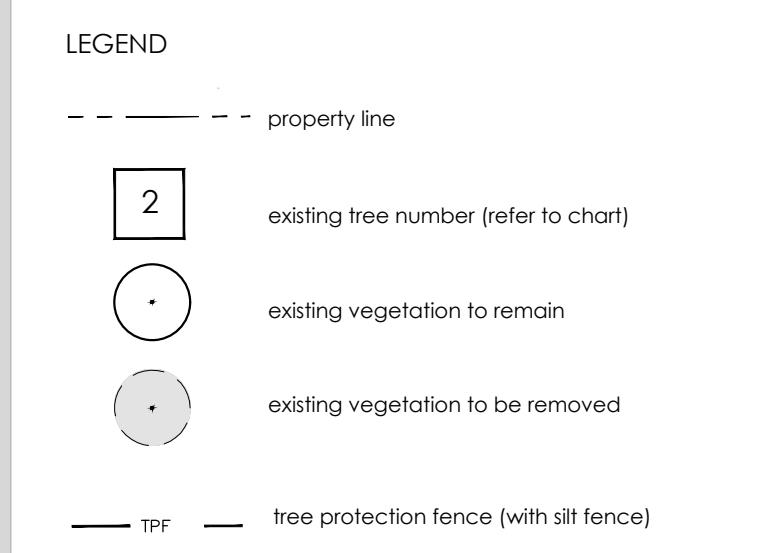 LEGEND
property line
2
existing tree number (refer to chart)
existing vegetation to remain
existing vegetation to be removed
TPF
tree protection fence (with silt fence)